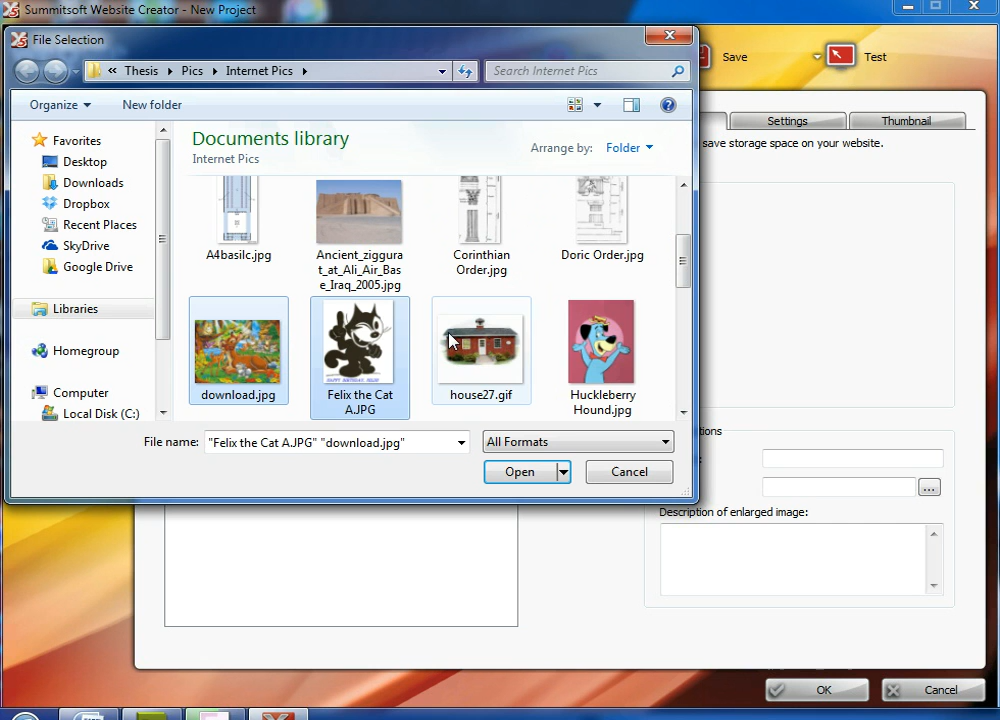 Summitsoft Website Creator - New Project
File Selection
Save
Test
« Thesis Pics Internet Pics
Search Internet Pics
Organize
New folder
Settings
Thumbnail
save storage space on your website.
Favorites
Desktop
Downloads
Dropbox
Recent Places
SkyDrive
Google Drive
Libraries
Homegroup
Computer
Local Disk (C:)
Documents library
Internet Pics
Arrange by: Folder
A4basilc.jpg
Ancient_ziggura
t_at_Ali_Air_Bas
e_Iraq_2005.jpg
Corinthian
Order.jpg
Doric Order.jpg
download.jpg
Felix the Cat
A.JPG
house27.gif
Huckleberry
Hound.jpg
File name: "Felix the Cat A.JPG" "download.jpg"
All Formats
Open
Cancel
...
Description of enlarged image:
OK
Cancel